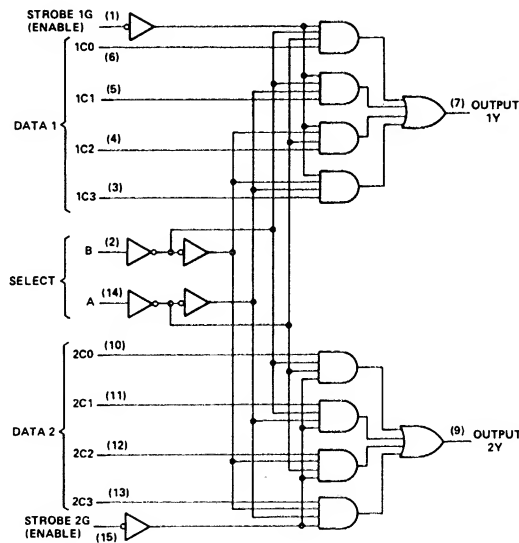 STROBE 1G (1)
(ENABLE)
1C0
(6)
1C1 (5)
DATA 1
1C2 (4)
1C3 (3)
(7) OUTPUT
1Y
B (2)
SELECT
A (14)
2C0 (10)
2C1 (11)
DATA 2
2C2 (12)
2C3 (13)
(9) OUTPUT
2Y
STROBE 2G
(ENABLE) (15)